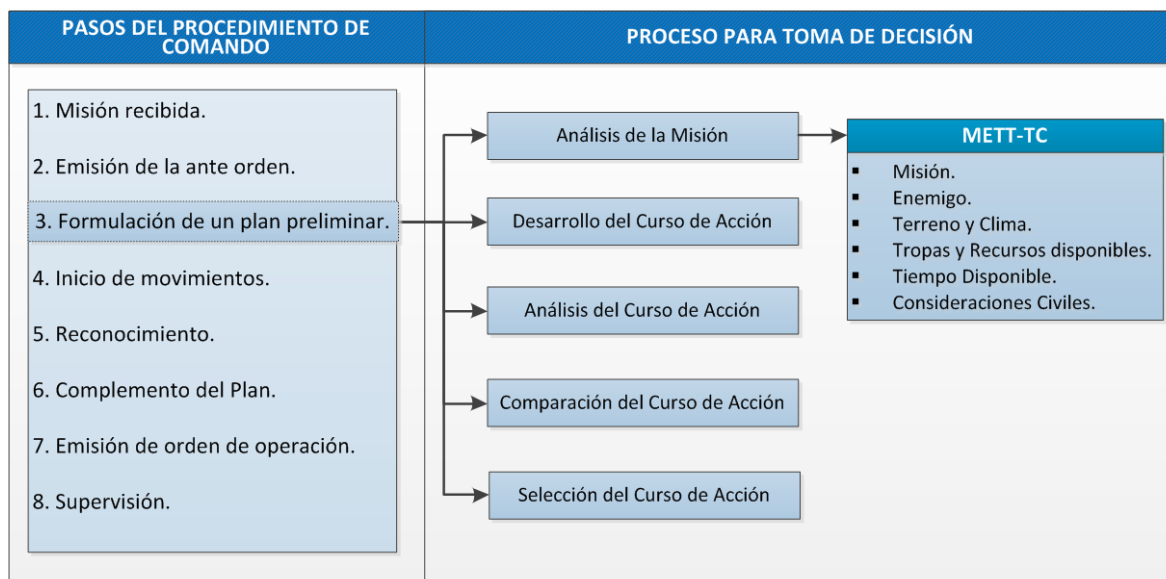 PASOS DEL PROCEDIMIENTO DE
COMANDO
1. Misión recibida.
2. Emisión de la ante orden.
3. Formulación de un plan preliminar.
4. Inicio de movimientos.
5. Reconocimiento.
6. Complemento del Plan.
7. Emisión de orden de operación.
8. Supervisión.
PROCESO PARA TOMA DE DECISIÓN
Análisis de la Misión
Desarrollo del Curso de Acción
Análisis del Curso de Acción
Comparación del Curso de Acción
Selección del Curso de Acción
METT-TC
▪ Misión.
▪ Enemigo.
▪ Terreno y Clima.
▪ Tropas y Recursos disponibles.
▪ Tiempo Disponible.
▪ Consideraciones Civiles.